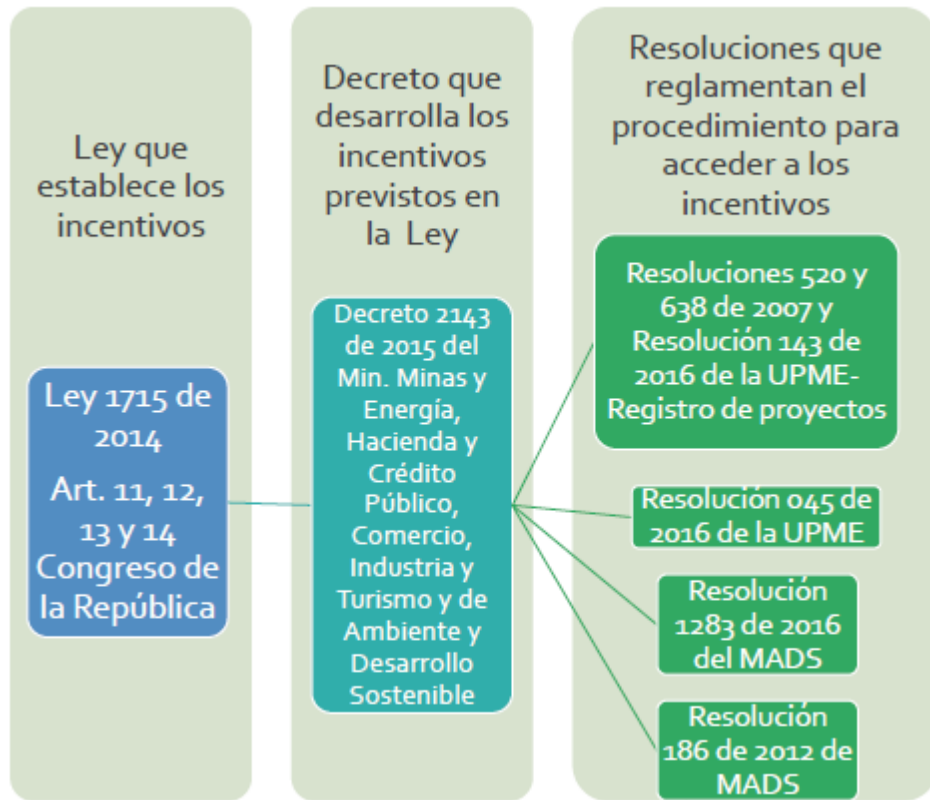 Ley que
establece los
incentivos
Ley 1715 de
2014
Art. 11, 12,
13 y 14
Congreso de
la República
Decreto que
desarrolla los
incentivos
previstos en
la Ley
Decreto 2143
de 2015 del
Min. Minas y
Energía,
Hacienda y
Crédito
Público,
Comercio,
Industria y
Turismo y de
Ambiente y
Desarrollo
Sostenible
Resoluciones que
reglamentan el
procedimiento para
acceder a los
incentivos
Resoluciones 520 y
638 de 2007 y
Resolución 143 de
2016 de la UPME-
Registro de proyectos
Resolución 045 de
2016 de la UPME
Resolución
1283 de 2016
del MADS
Resolución
186 de 2012 de
MADS